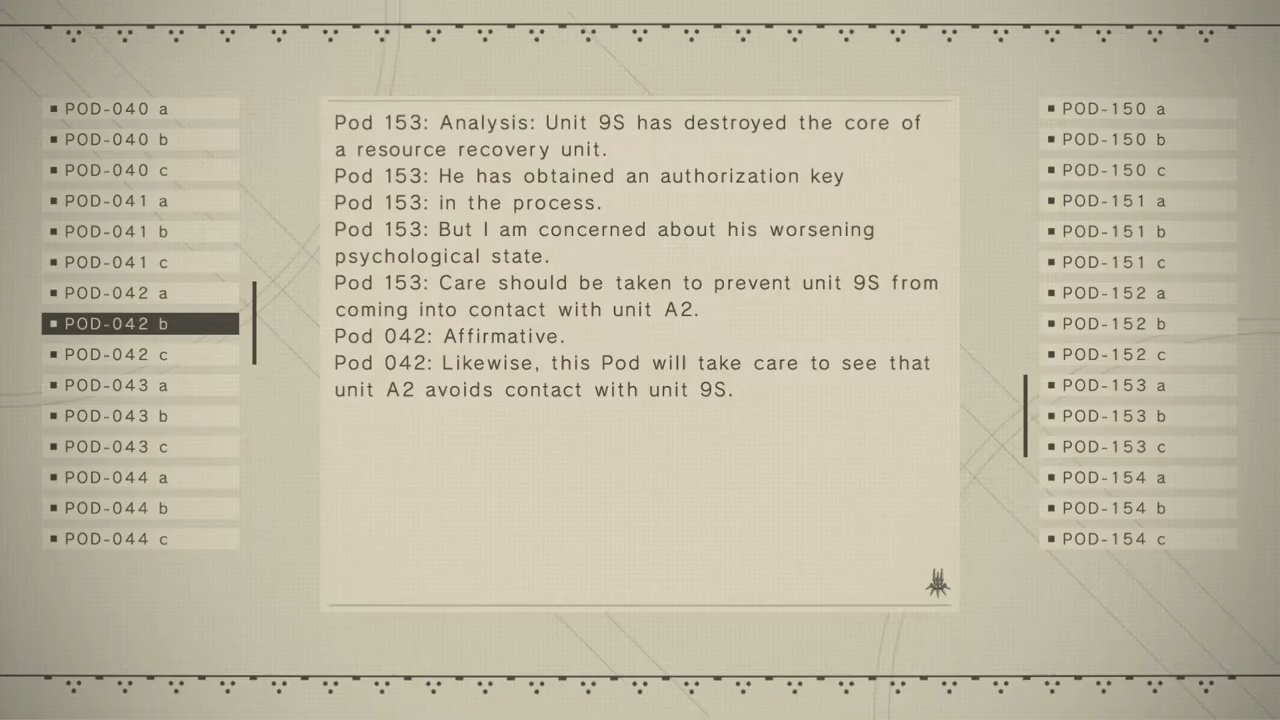 POD-040 a
POD-040 b
POD-040 c
POD-041 a
POD-041 b
POD-041 c
POD-042 a
POD-042 b
POD-042 c
POD-043 a
POD-043 b
POD-043 c
POD-044 a
POD-044 b
POD-044 c
Pod 153: Analysis: Unit 9S has destroyed the core of
a resource recovery unit.
Pod 153: He has obtained an authorization key
Pod 153: in the process.
Pod 153: But I am concerned about his worsening
psychological state.
Pod 153: Care should be taken to prevent unit 9S from
coming into contact with unit A2.
Pod 042: Affirmative.
Pod 042: Likewise, this Pod will take care to see that
unit A2 avoids contact with unit 9S.
POD-150 a
POD-150 b
POD-150 c
POD-151 a
POD-151 b
POD-151 c
POD-152 a
POD-152 b
POD-152 c
POD-153 a
POD-153 b
POD-153 c
POD-154 a
POD-154 b
POD-154 c